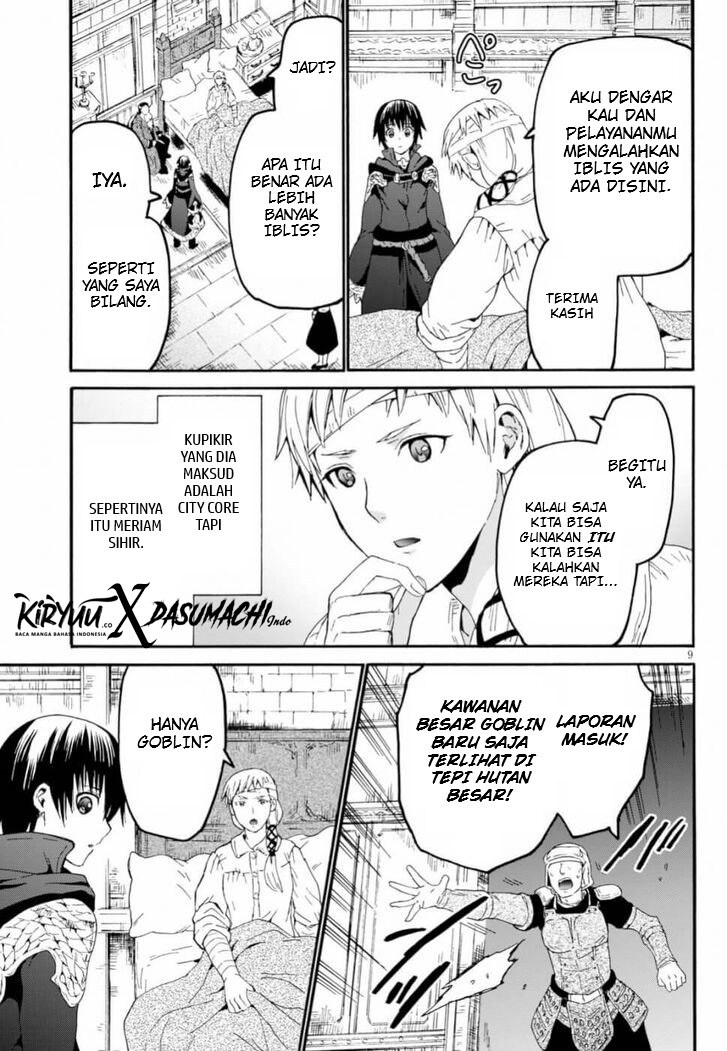 AKU DENGAR
KAU DAN
PELAYANANMU
MENGALAHKAN
IBLIS YANG
ADA DISINI.
TERIMA
KASIH
ペこっ
JADI?
APA ITU
BENAR ADA
LEBIH
BANYAK
IBLIS?
IYA.
SEPERTI
YANG SAYA
BILANG.
BEGITU
YA.
KALAU SAJA
KITA BISA
GUNAKAN ITU
KITA BISA
KALAHKAN
MEREKA TAPI...
KUPIKIR
YANG DIA
MAKSUD
ADALAH
CITY CORE
TAPI
SEPERTINYA
ITU MERIAM
SIHIR.
KIRYUU.CO
BACA MANGA BAHASA INDONESIA
X
DASUMACHI Indo
9
LAPORAN
MASUK!
KAWANAN
BESAR GOBLIN
BARU SAJA
TERLIHAT DI
TEPI HUTAN
BESAR!
HANYA
GOBLIN?